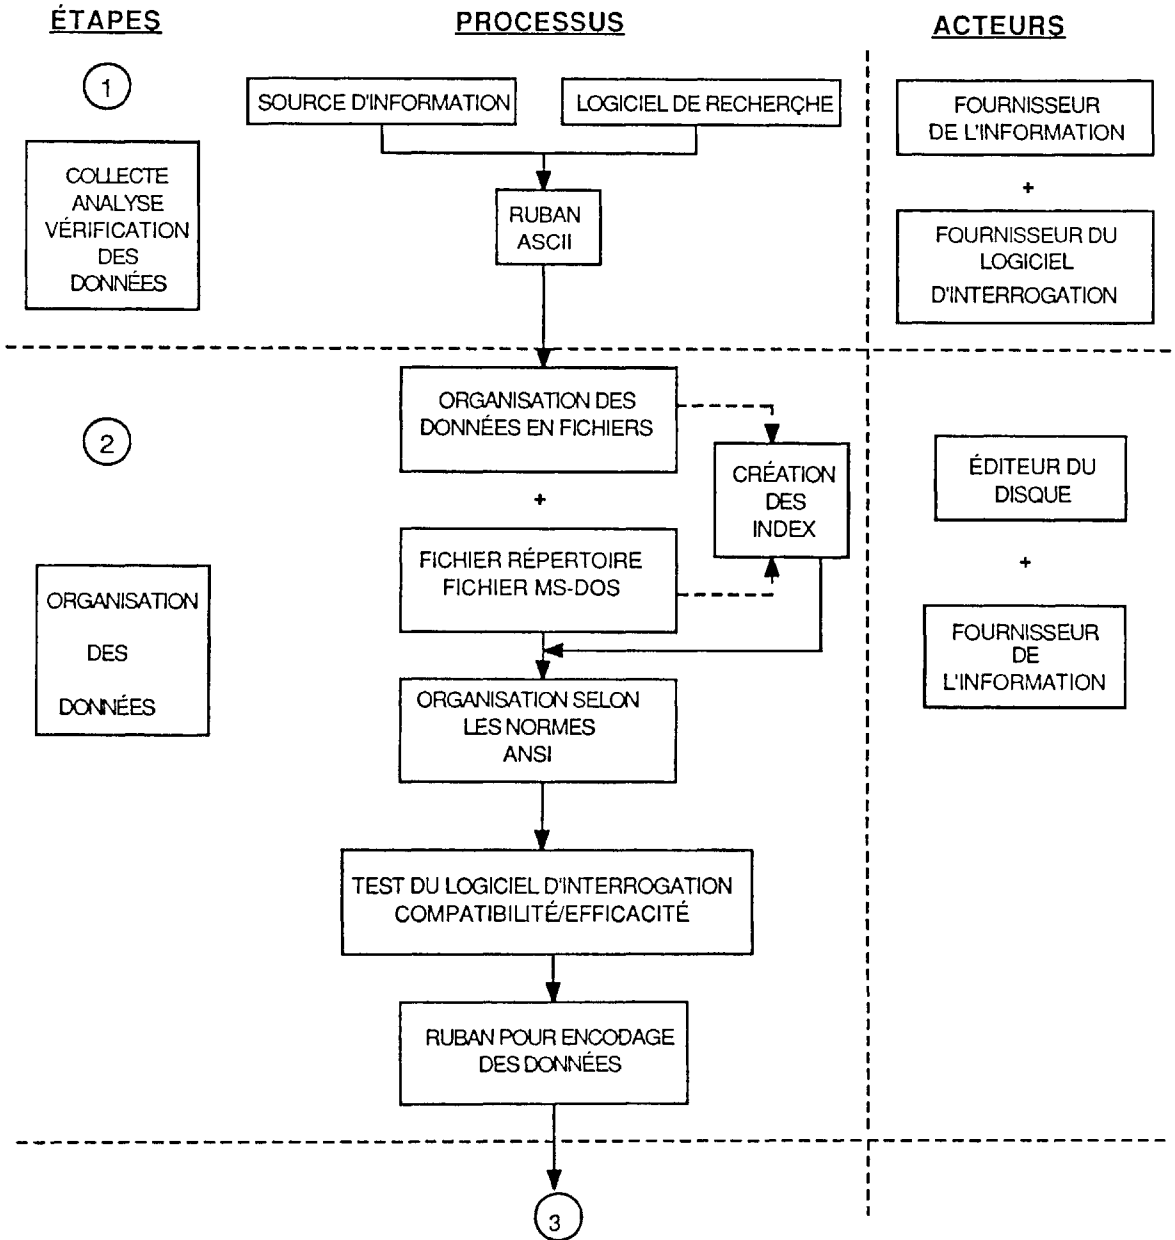 ÉTAPES
PROCESSUS
ACTEURS
1
SOURCE D'INFORMATION
LOGICIEL DE RECHERCHE
FOURNISSEUR
DE L'INFORMATION
+
COLLECTE
ANALYSE
VÉRIFICATION
DES
DONNÉES
RUBAN
ASCII
FOURNISSEUR DU
LOGICIEL
D'INTERROGATION
2
ORGANISATION DES
DONNÉES EN FICHIERS
+
CRÉATION
DES
INDEX
ÉDITEUR DU
DISQUE
+
FICHIER RÉPERTOIRE
FICHIER MS-DOS
ORGANISATION
DES
DONNÉES
FOURNISSEUR
DE
L'INFORMATION
ORGANISATION SELON
LES NORMES
ANSI
TEST DU LOGICIEL D'INTERROGATION
COMPATIBILITÉ/EFFICACITÉ
RUBAN POUR ENCODAGE
DES DONNÉES
3